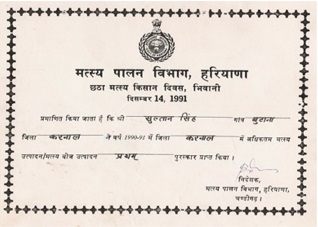 मत्स्य पालन विभाग, हरियाणा
छठा मत्स्य किसान दिवस, भिवानी
दिसम्बर 14, 1991
प्रमाणित किया जाता है कि श्री सुल्तान सिंह गांव बुटाना
जिला करनाल ने वर्ष 1990-91 में जिला करनाल में अधिकतम मत्स्य
उत्पादन/मत्स्य बीज उत्पादन प्रथम पुरस्कार प्राप्त किया।
निदेशक,
मत्स्य पालन विभाग, हरियाणा,
चण्डीगढ़।